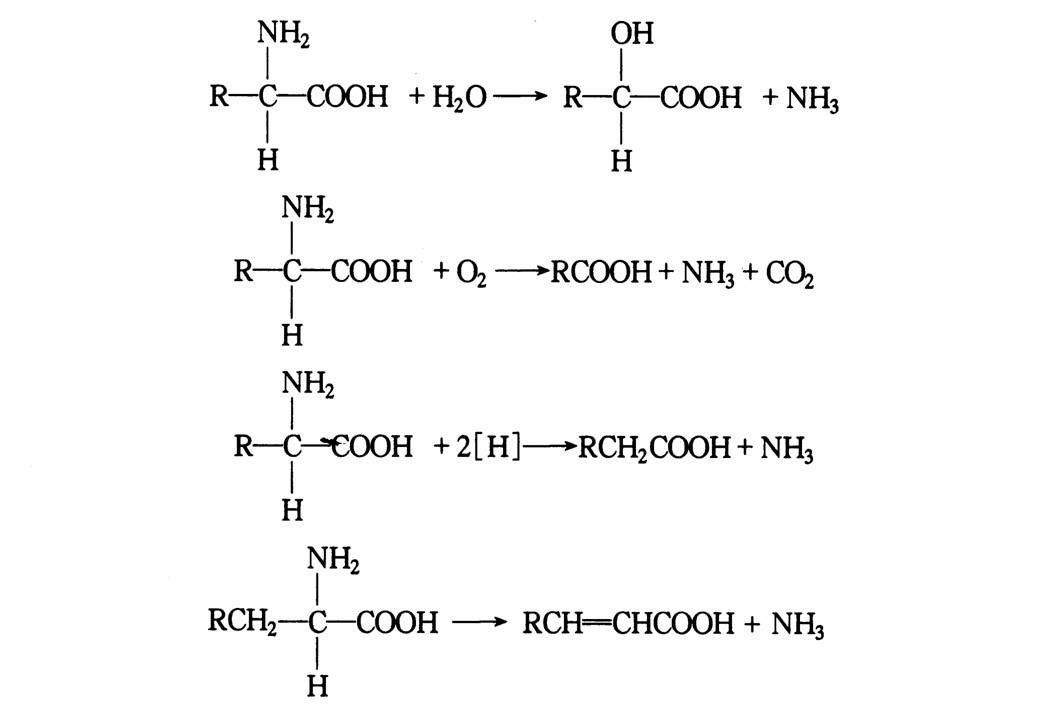 NH₂ OH
R—C—COOH + H₂O ⟶ R—C—COOH + NH₃
H H
NH₂
R—C—COOH + O₂ ⟶ RCOOH + NH₃ + CO₂
H
NH₂
R—C—COOH + 2[H] ⟶ RCH₂COOH + NH₃
H
NH₂
RCH₂—C—COOH ⟶ RCH=CHCOOH + NH₃
H